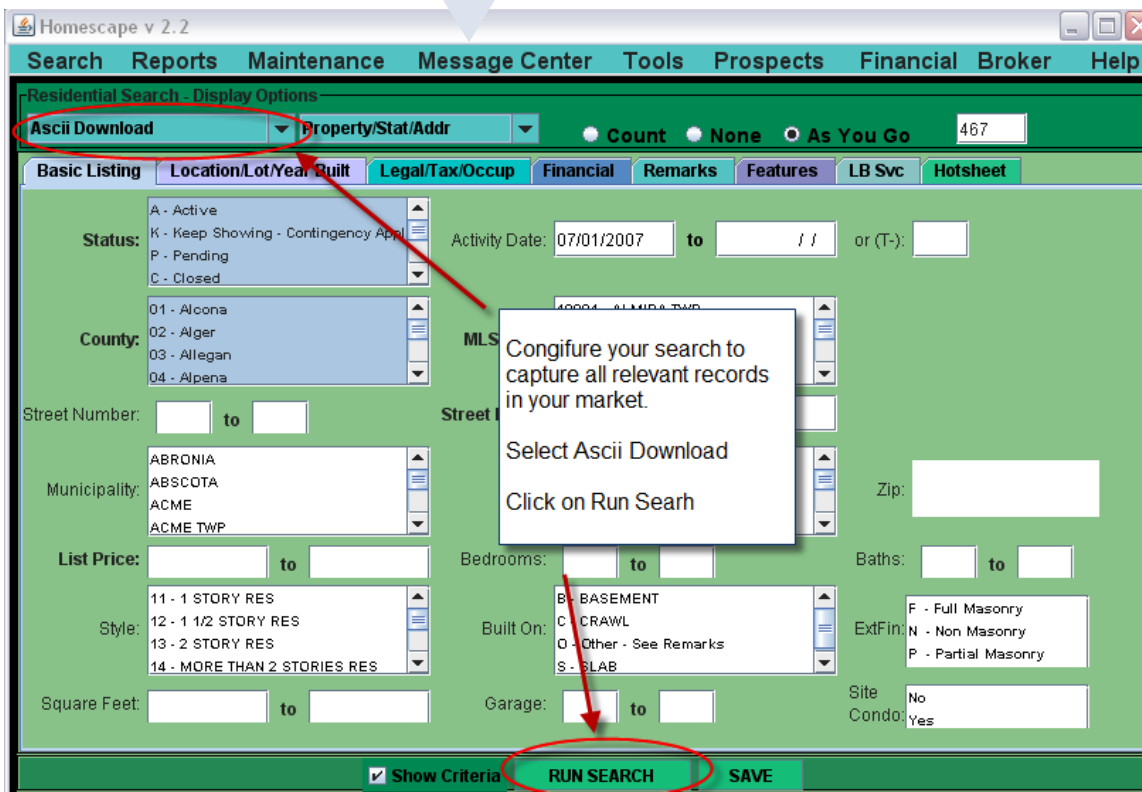 Homescape v 2.2
Search Reports Maintenance Message Center Tools Prospects Financial Broker Help
Residential Search - Display Options
Ascii Download Property/Stat/Addr Count None As You Go 467
Basic Listing Location/Lot/Year Built Legal/Tax/Occup Financial Remarks Features LB Svc Hotsheet
Status:
A - Active
K - Keep Showing - Contingency Appl
P - Pending
C - Closed
Activity Date: 07/01/2007 to / / or (T-):
County:
01 - Alcona
02 - Alger
03 - Allegan
04 - Alpena
MLS
Congifure your search to
capture all relevant records
in your market.
Select Ascii Download
Click on Run Searh
Street Number: to
Street
Municipality:
ABRONIA
ABSCOTA
ACME
ACME TWP
Zip:
List Price: to Bedrooms: to Baths: to
Style:
11 - 1 STORY RES
12 - 1 1/2 STORY RES
13 - 2 STORY RES
14 - MORE THAN 2 STORIES RES
Built On:
B - BASEMENT
C - CRAWL
O - Other - See Remarks
S - SLAB
ExtFin:
F - Full Masonry
N - Non Masonry
P - Partial Masonry
Square Feet: to Garage: to
Site
Condo:
No
Yes
Show Criteria RUN SEARCH SAVE